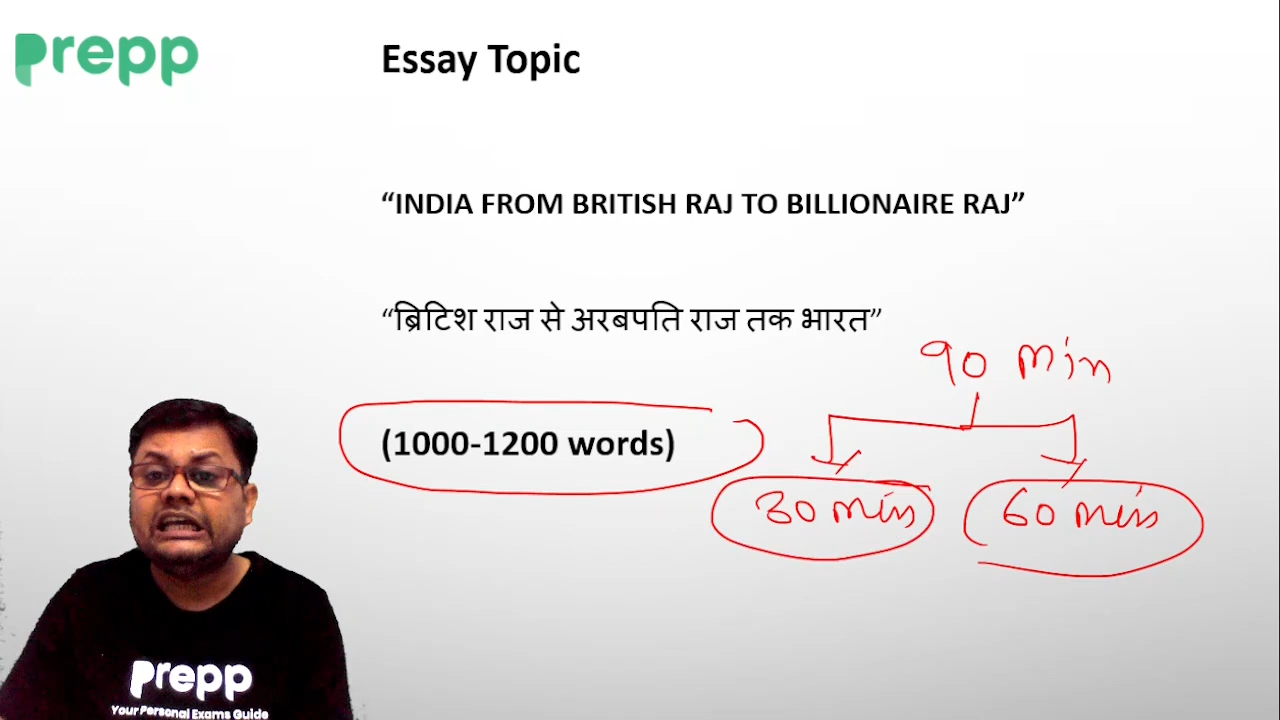 prepp
Essay Topic
“INDIA FROM BRITISH RAJ TO BILLIONAIRE RAJ”
“ब्रिटिश राज से अरबपति राज तक भारत”
90 min
(1000-1200 words)
30 min
60 min
prepp
Your Personal Exams Guide